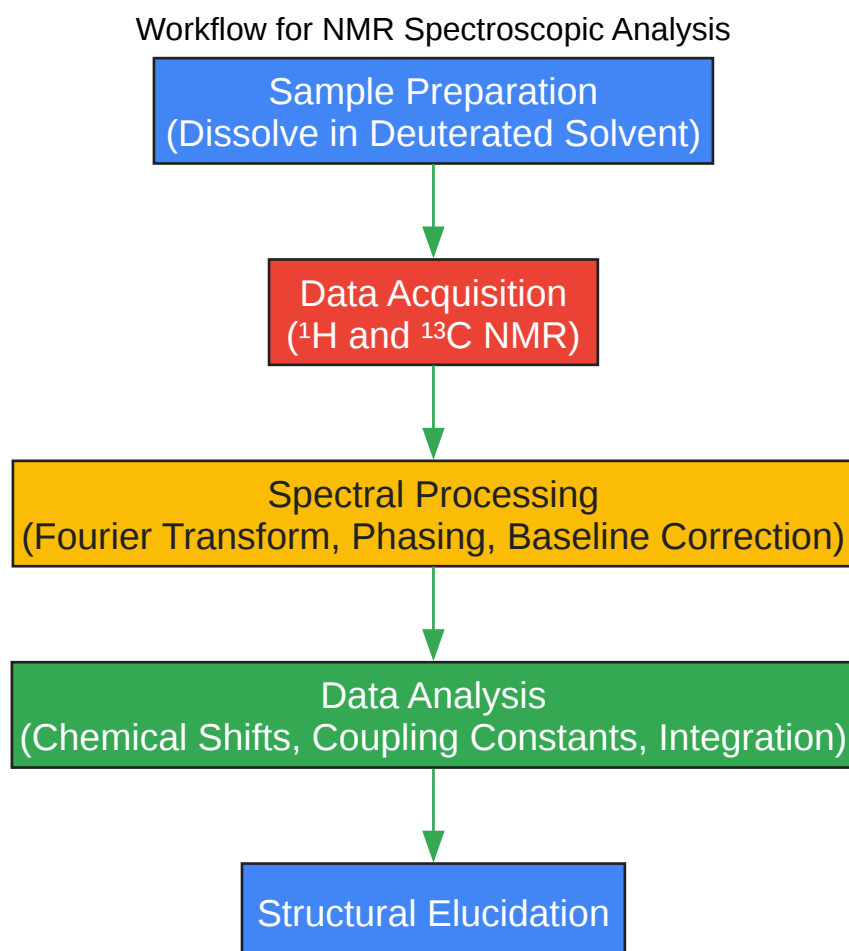 Workflow for NMR Spectroscopic Analysis
Sample Preparation
(Dissolve in Deuterated Solvent)
Data Acquisition
(¹H and ¹³C NMR)
Spectral Processing
(Fourier Transform, Phasing, Baseline Correction)
Data Analysis
(Chemical Shifts, Coupling Constants, Integration)
Structural Elucidation